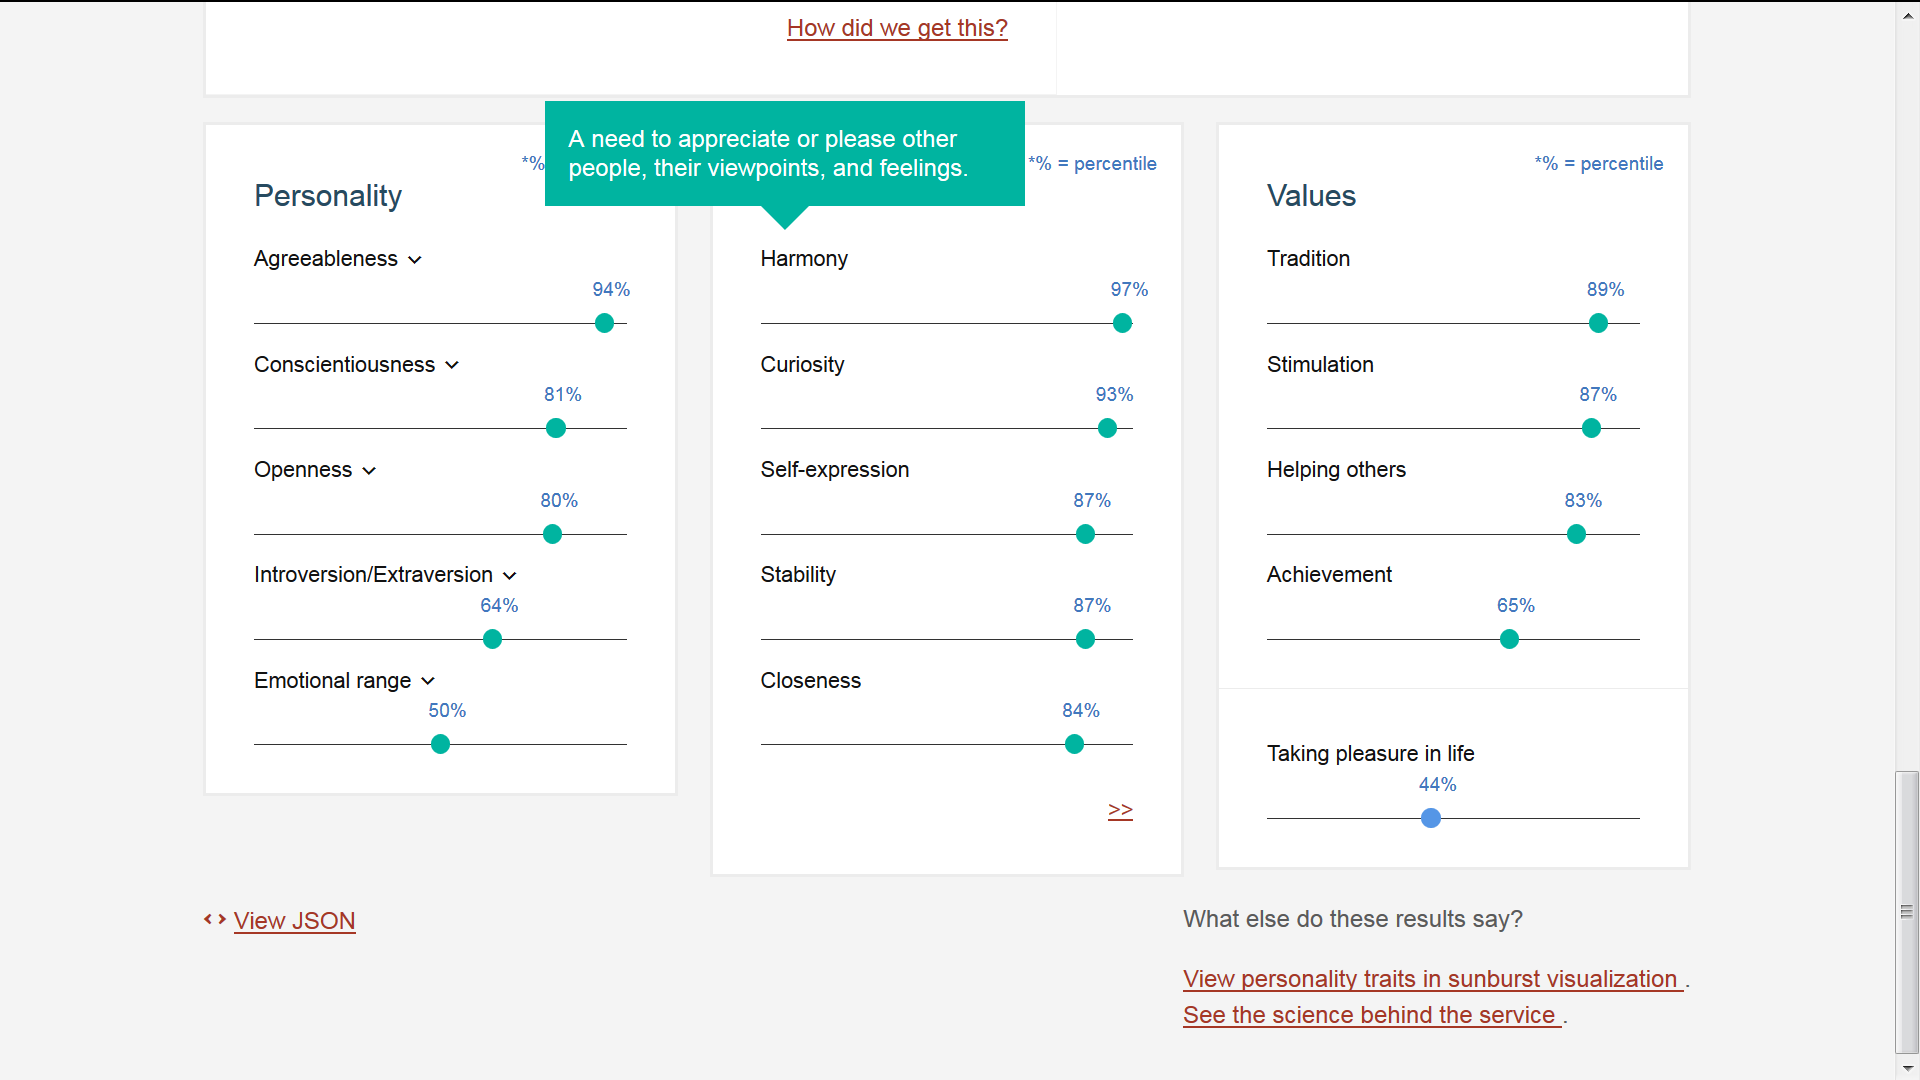 How did we get this?
A need to appreciate or please other
people, their viewpoints, and feelings.
*%
Personality
Agreeableness
94%
Conscientiousness
81%
Openness
80%
Introversion/Extraversion
64%
Emotional range
50%
*% = percentile
Harmony
97%
Curiosity
93%
Self-expression
87%
Stability
87%
Closeness
84%
>>
*% = percentile
Values
Tradition
89%
Stimulation
87%
Helping others
83%
Achievement
65%
Taking pleasure in life
44%
View JSON
What else do these results say?
View personality traits in sunburst visualization .
See the science behind the service .